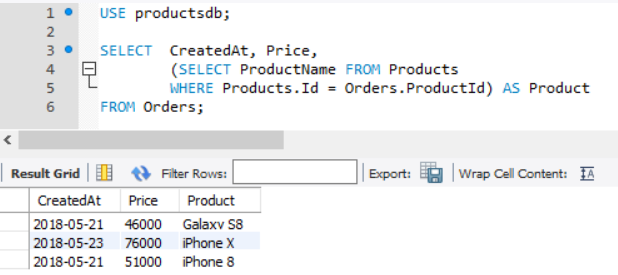 1 USE productsdb;
2
3 SELECT CreatedAt, Price,
4 (SELECT ProductName FROM Products
5 WHERE Products.Id = Orders.ProductId) AS Product
6 FROM Orders;
Result Grid Filter Rows: Export: Wrap Cell Content: IA
CreatedAt Price Product
2018-05-21 46000 Galaxy S8
2018-05-23 76000 iPhone X
2018-05-21 51000 iPhone 8